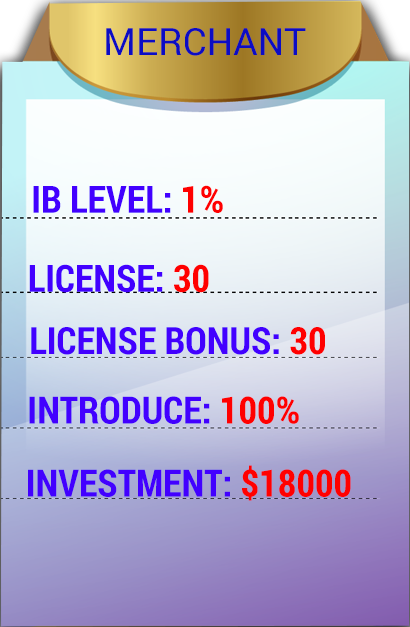 MERCHANT
IB LEVEL: 1%
LICENSE: 30
LICENSE BONUS: 30
INTRODUCE: 100%
INVESTMENT: $18000